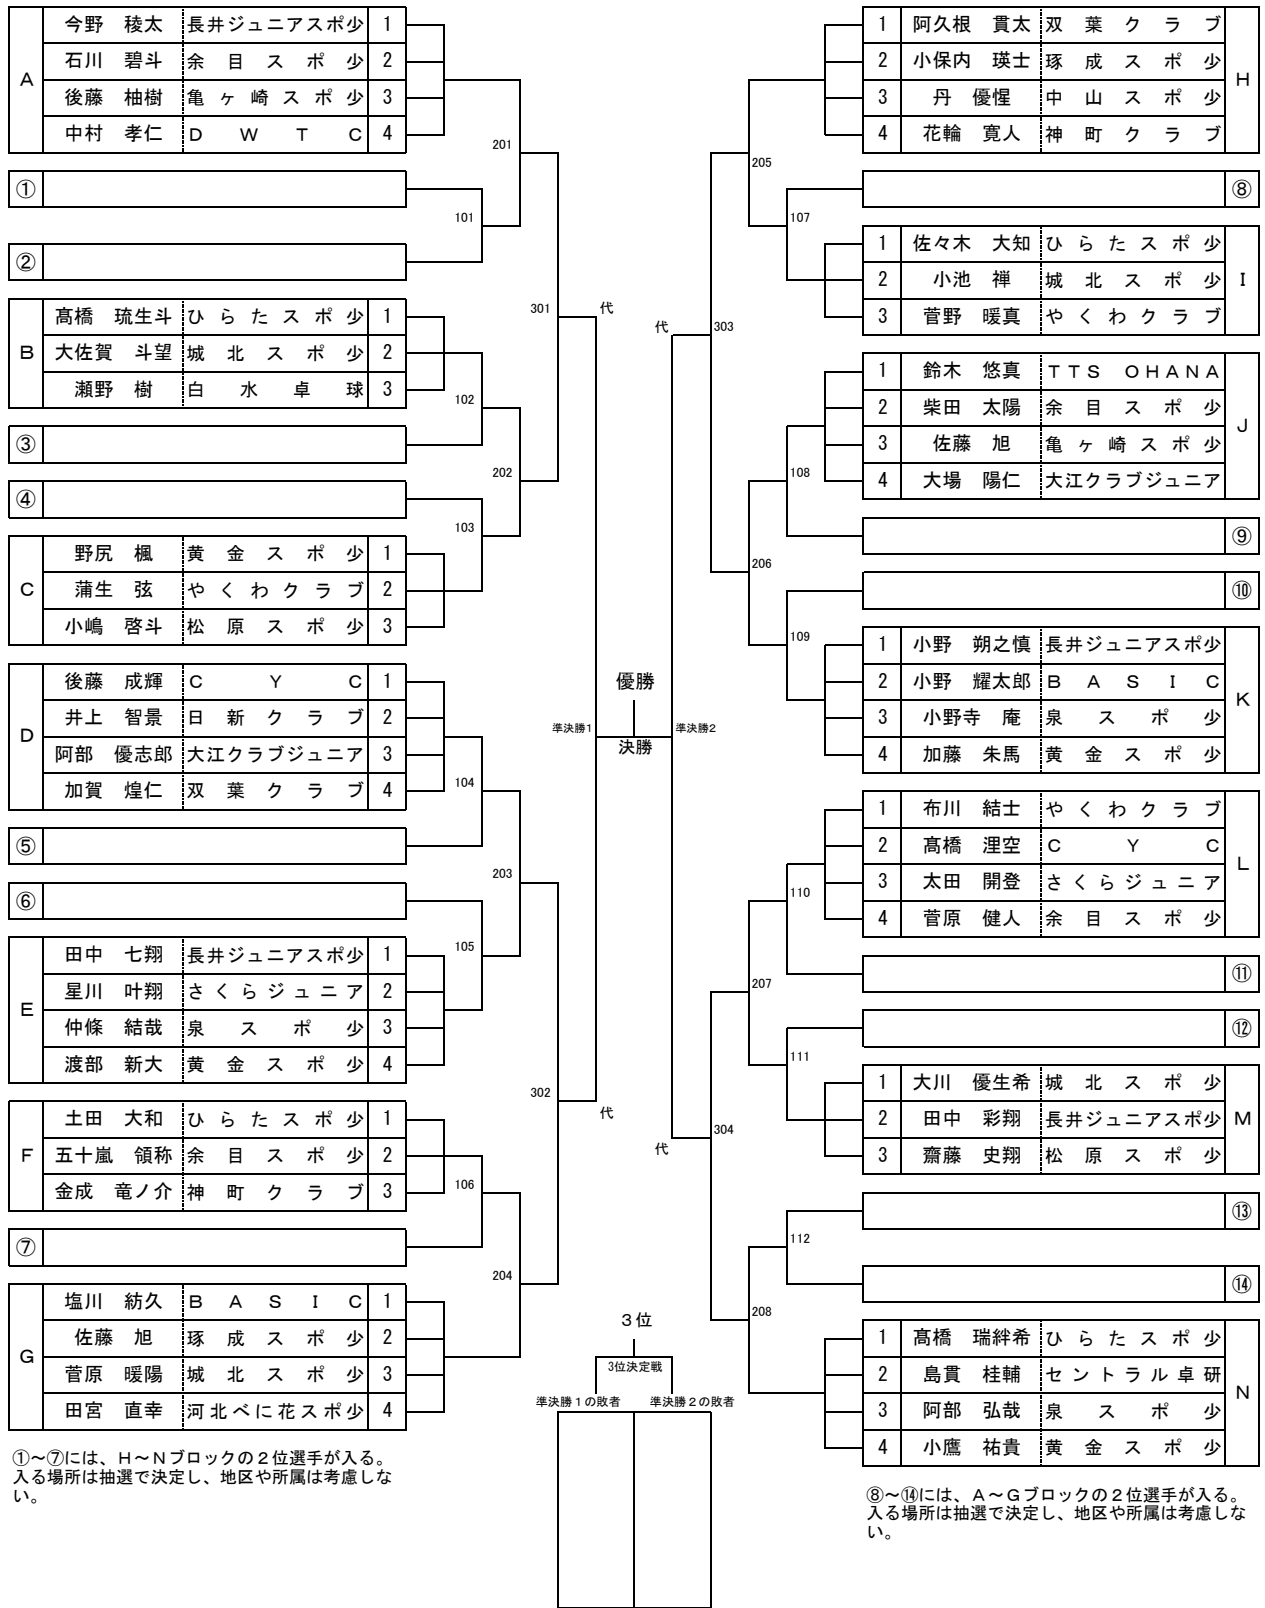 A
今野 稜太 長井ジュニアスポ少 1
石川 碧斗 余目スポ少 2
後藤 柚樹 亀ヶ崎スポ少 3
中村 孝仁 DWTC 4
①
②
B
髙橋 琉生斗 ひらたスポ少 1
大佐賀 斗望 城北スポ少 2
瀬野 樹 白水卓球 3
③
④
C
野尻 楓 黄金スポ少 1
蒲生 弦 やくわクラブ 2
小嶋 啓斗 松原スポ少 3
D
後藤 成輝 CYC 1
井上 智景 日新クラブ 2
阿部 優志郎 大江クラブジュニア 3
加賀 煌仁 双葉クラブ 4
⑤
⑥
E
田中 七翔 長井ジュニアスポ少 1
星川 叶翔 さくらジュニア 2
仲條 結哉 泉スポ少 3
渡部 新大 黄金スポ少 4
F
土田 大和 ひらたスポ少 1
五十嵐 領称 余目スポ少 2
金成 竜ノ介 神町クラブ 3
⑦
G
塩川 紡久 BASIC 1
佐藤 旭 琢成スポ少 2
菅原 暖陽 城北スポ少 3
田宮 直幸 河北べに花スポ少 4
①～⑦には、H～Nブロックの2位選手が入る。
入る場所は抽選で決定し、地区や所属は考慮しな
い。
101
102
103
104
105
106
201
202
203
204
301
302
代
代
準決勝1
優勝
決勝
準決勝2
代
代
3位
3位決定戦
準決勝1の敗者
準決勝2の敗者
303
304
205
206
207
208
107
108
109
110
111
112
H
1 阿久根 貫太 双葉クラブ
2 小保内 瑛士 琢成スポ少
3 丹 優惺 中山スポ少
4 花輪 寛人 神町クラブ
⑧
I
1 佐々木 大知 ひらたスポ少
2 小池 禅 城北スポ少
3 菅野 暖真 やくわクラブ
J
1 鈴木 悠真 TTS OHANA
2 柴田 太陽 余目スポ少
3 佐藤 旭 亀ヶ崎スポ少
4 大場 陽仁 大江クラブジュニア
⑨
⑩
K
1 小野 朔之慎 長井ジュニアスポ少
2 小野 耀太郎 BASIC
3 小野寺 庵 泉スポ少
4 加藤 朱馬 黄金スポ少
L
1 布川 結士 やくわクラブ
2 髙橋 浬空 CYC
3 太田 開登 さくらジュニア
4 菅原 健人 余目スポ少
⑪
⑫
M
1 大川 優生希 城北スポ少
2 田中 彩翔 長井ジュニアスポ少
3 齋藤 史翔 松原スポ少
⑬
⑭
N
1 髙橋 瑞絆希 ひらたスポ少
2 島貫 桂輔 セントラル卓研
3 阿部 弘哉 泉スポ少
4 小鷹 祐貴 黄金スポ少
⑧～⑭には、A～Gブロックの2位選手が入る。
入る場所は抽選で決定し、地区や所属は考慮しな
い。